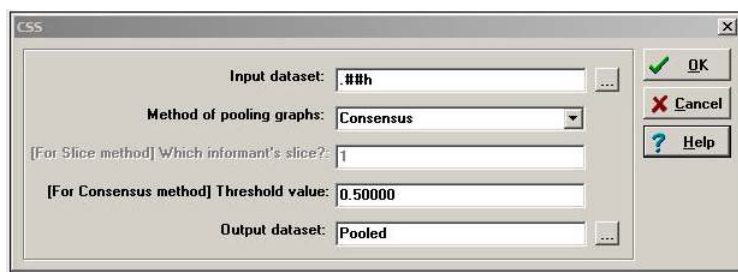 CSS
Input dataset: .##h ...
Method of pooling graphs: Consensus
[For Slice method] Which informant's slice?: 1
[For Consensus method] Threshold value: 0.50000
Output dataset: Pooled ...
OK
Cancel
Help